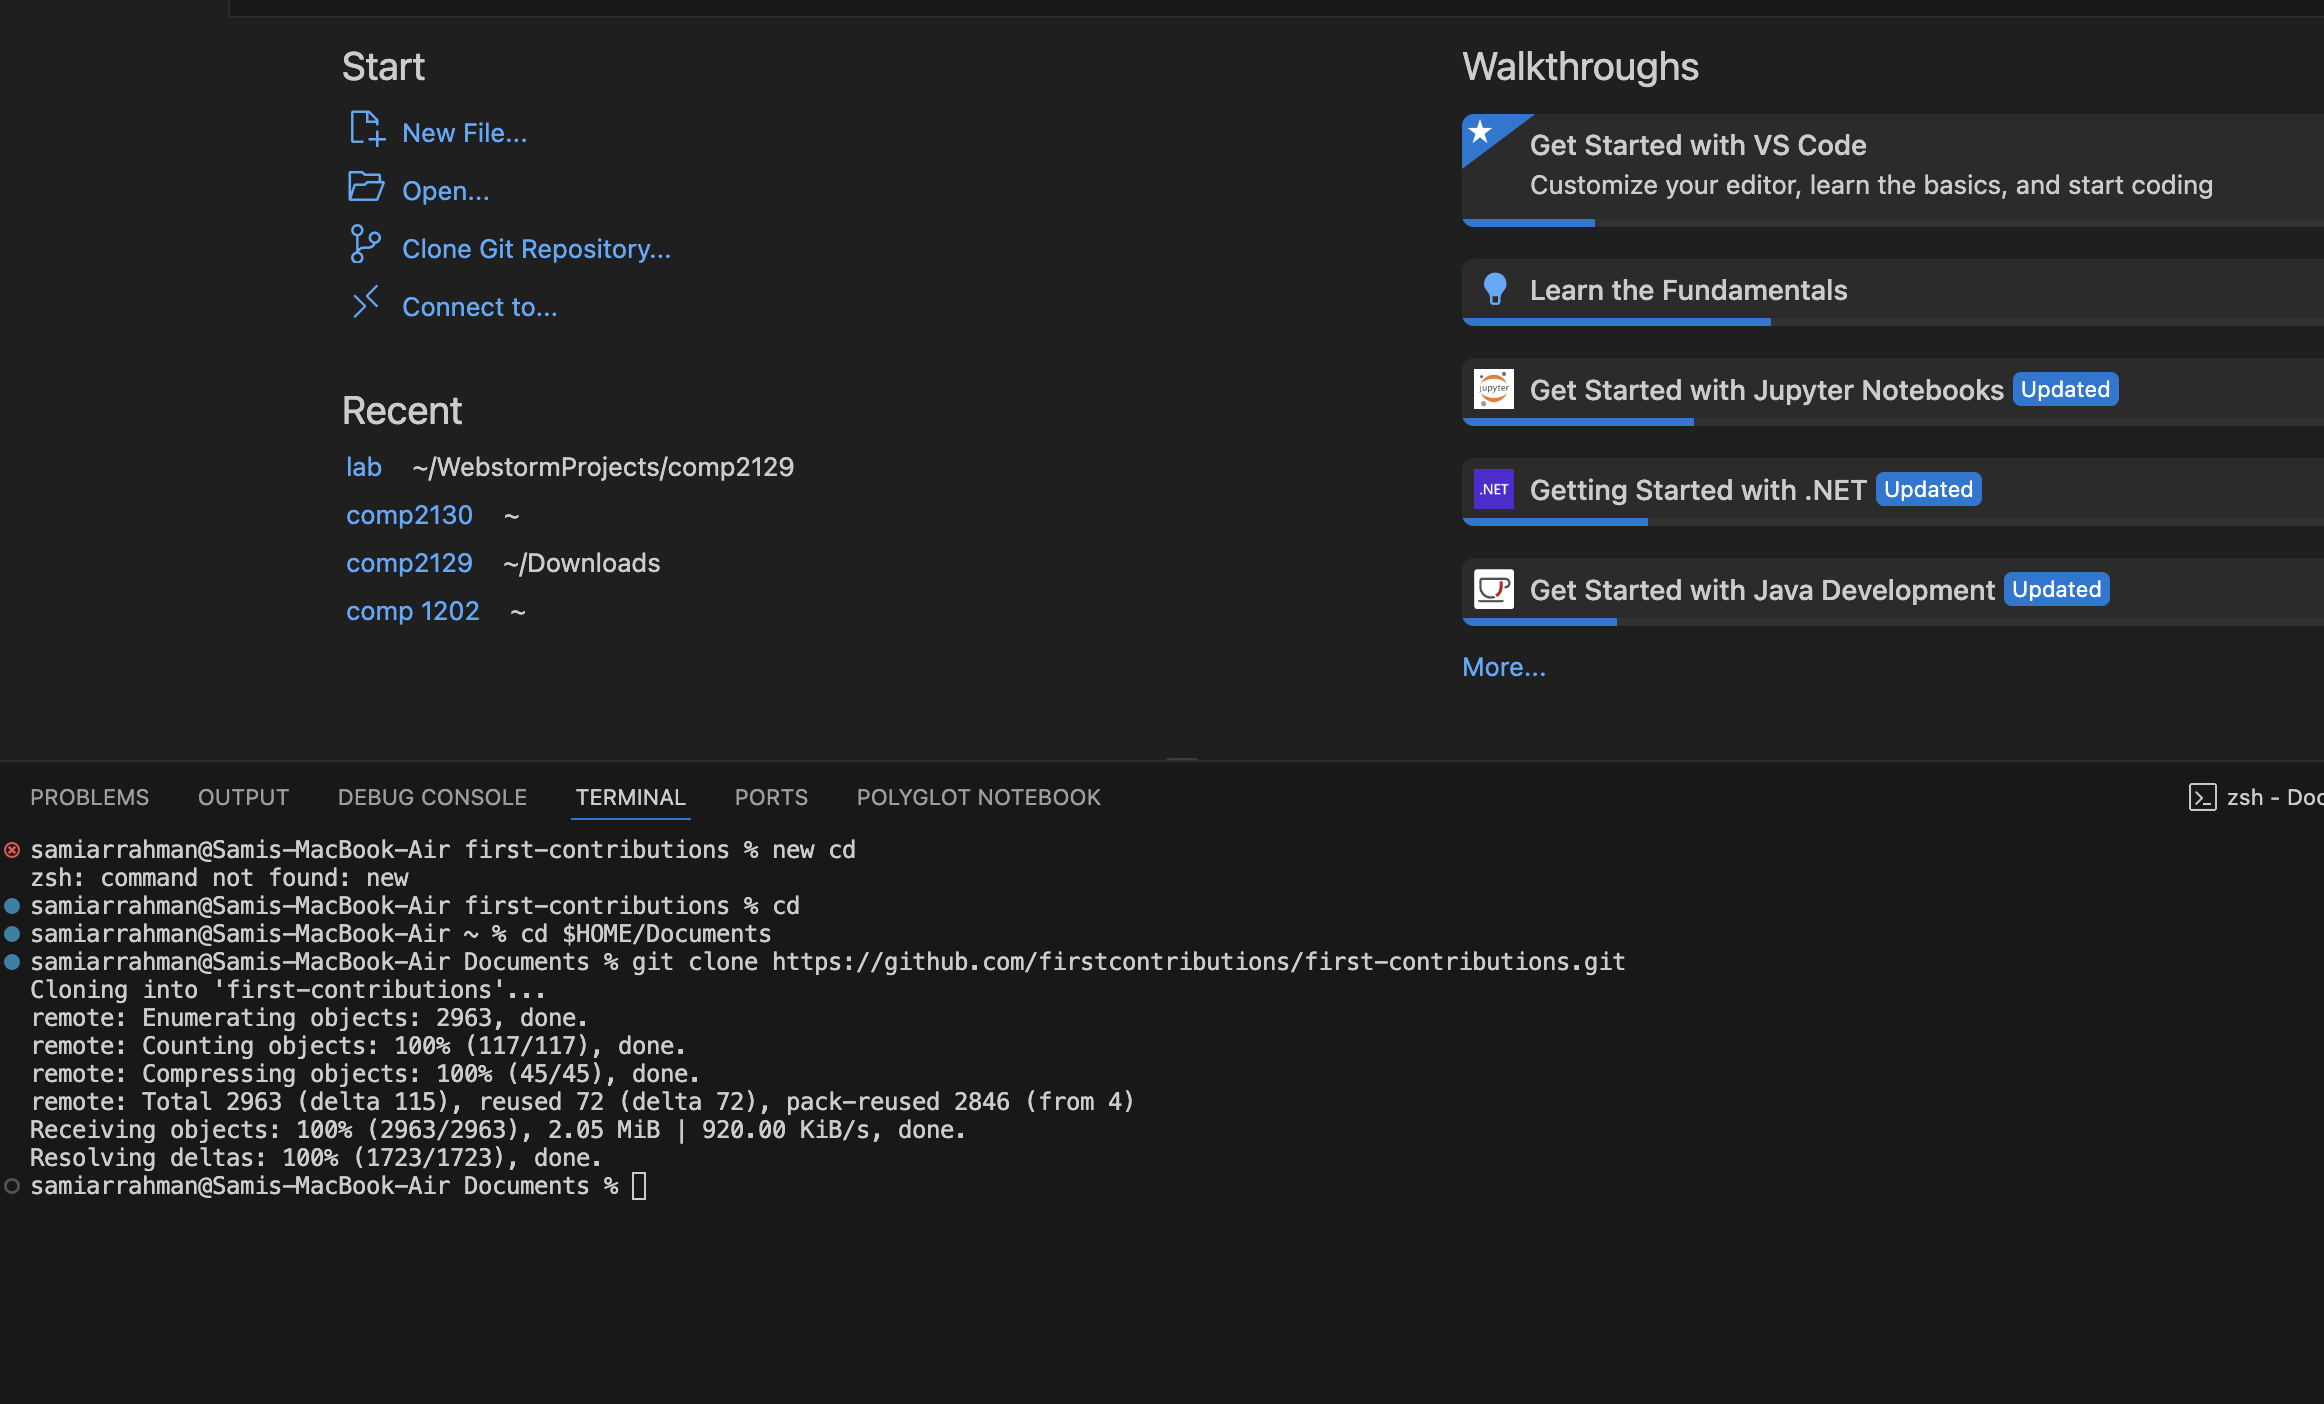 Start
New File...
Open...
Clone Git Repository...
Connect to...
Recent
lab ~/WebstormProjects/comp2129
comp2130 ~
comp2129 ~/Downloads
comp 1202 ~
Walkthroughs
Get Started with VS Code
Customize your editor, learn the basics, and start coding
Learn the Fundamentals
jupyter
Get Started with Jupyter Notebooks Updated
.NET
Getting Started with .NET Updated
Get Started with Java Development Updated
More...
PROBLEMS OUTPUT DEBUG CONSOLE TERMINAL PORTS POLYGLOT NOTEBOOK zsh - Doc
samiarrahman@Samis-MacBook-Air first-contributions % new cd
zsh: command not found: new
samiarrahman@Samis-MacBook-Air first-contributions % cd
samiarrahman@Samis-MacBook-Air ~ % cd $HOME/Documents
samiarrahman@Samis-MacBook-Air Documents % git clone https://github.com/firstcontributions/first-contributions.git
Cloning into 'first-contributions'...
remote: Enumerating objects: 2963, done.
remote: Counting objects: 100% (117/117), done.
remote: Compressing objects: 100% (45/45), done.
remote: Total 2963 (delta 115), reused 72 (delta 72), pack-reused 2846 (from 4)
Receiving objects: 100% (2963/2963), 2.05 MiB | 920.00 KiB/s, done.
Resolving deltas: 100% (1723/1723), done.
samiarrahman@Samis-MacBook-Air Documents %